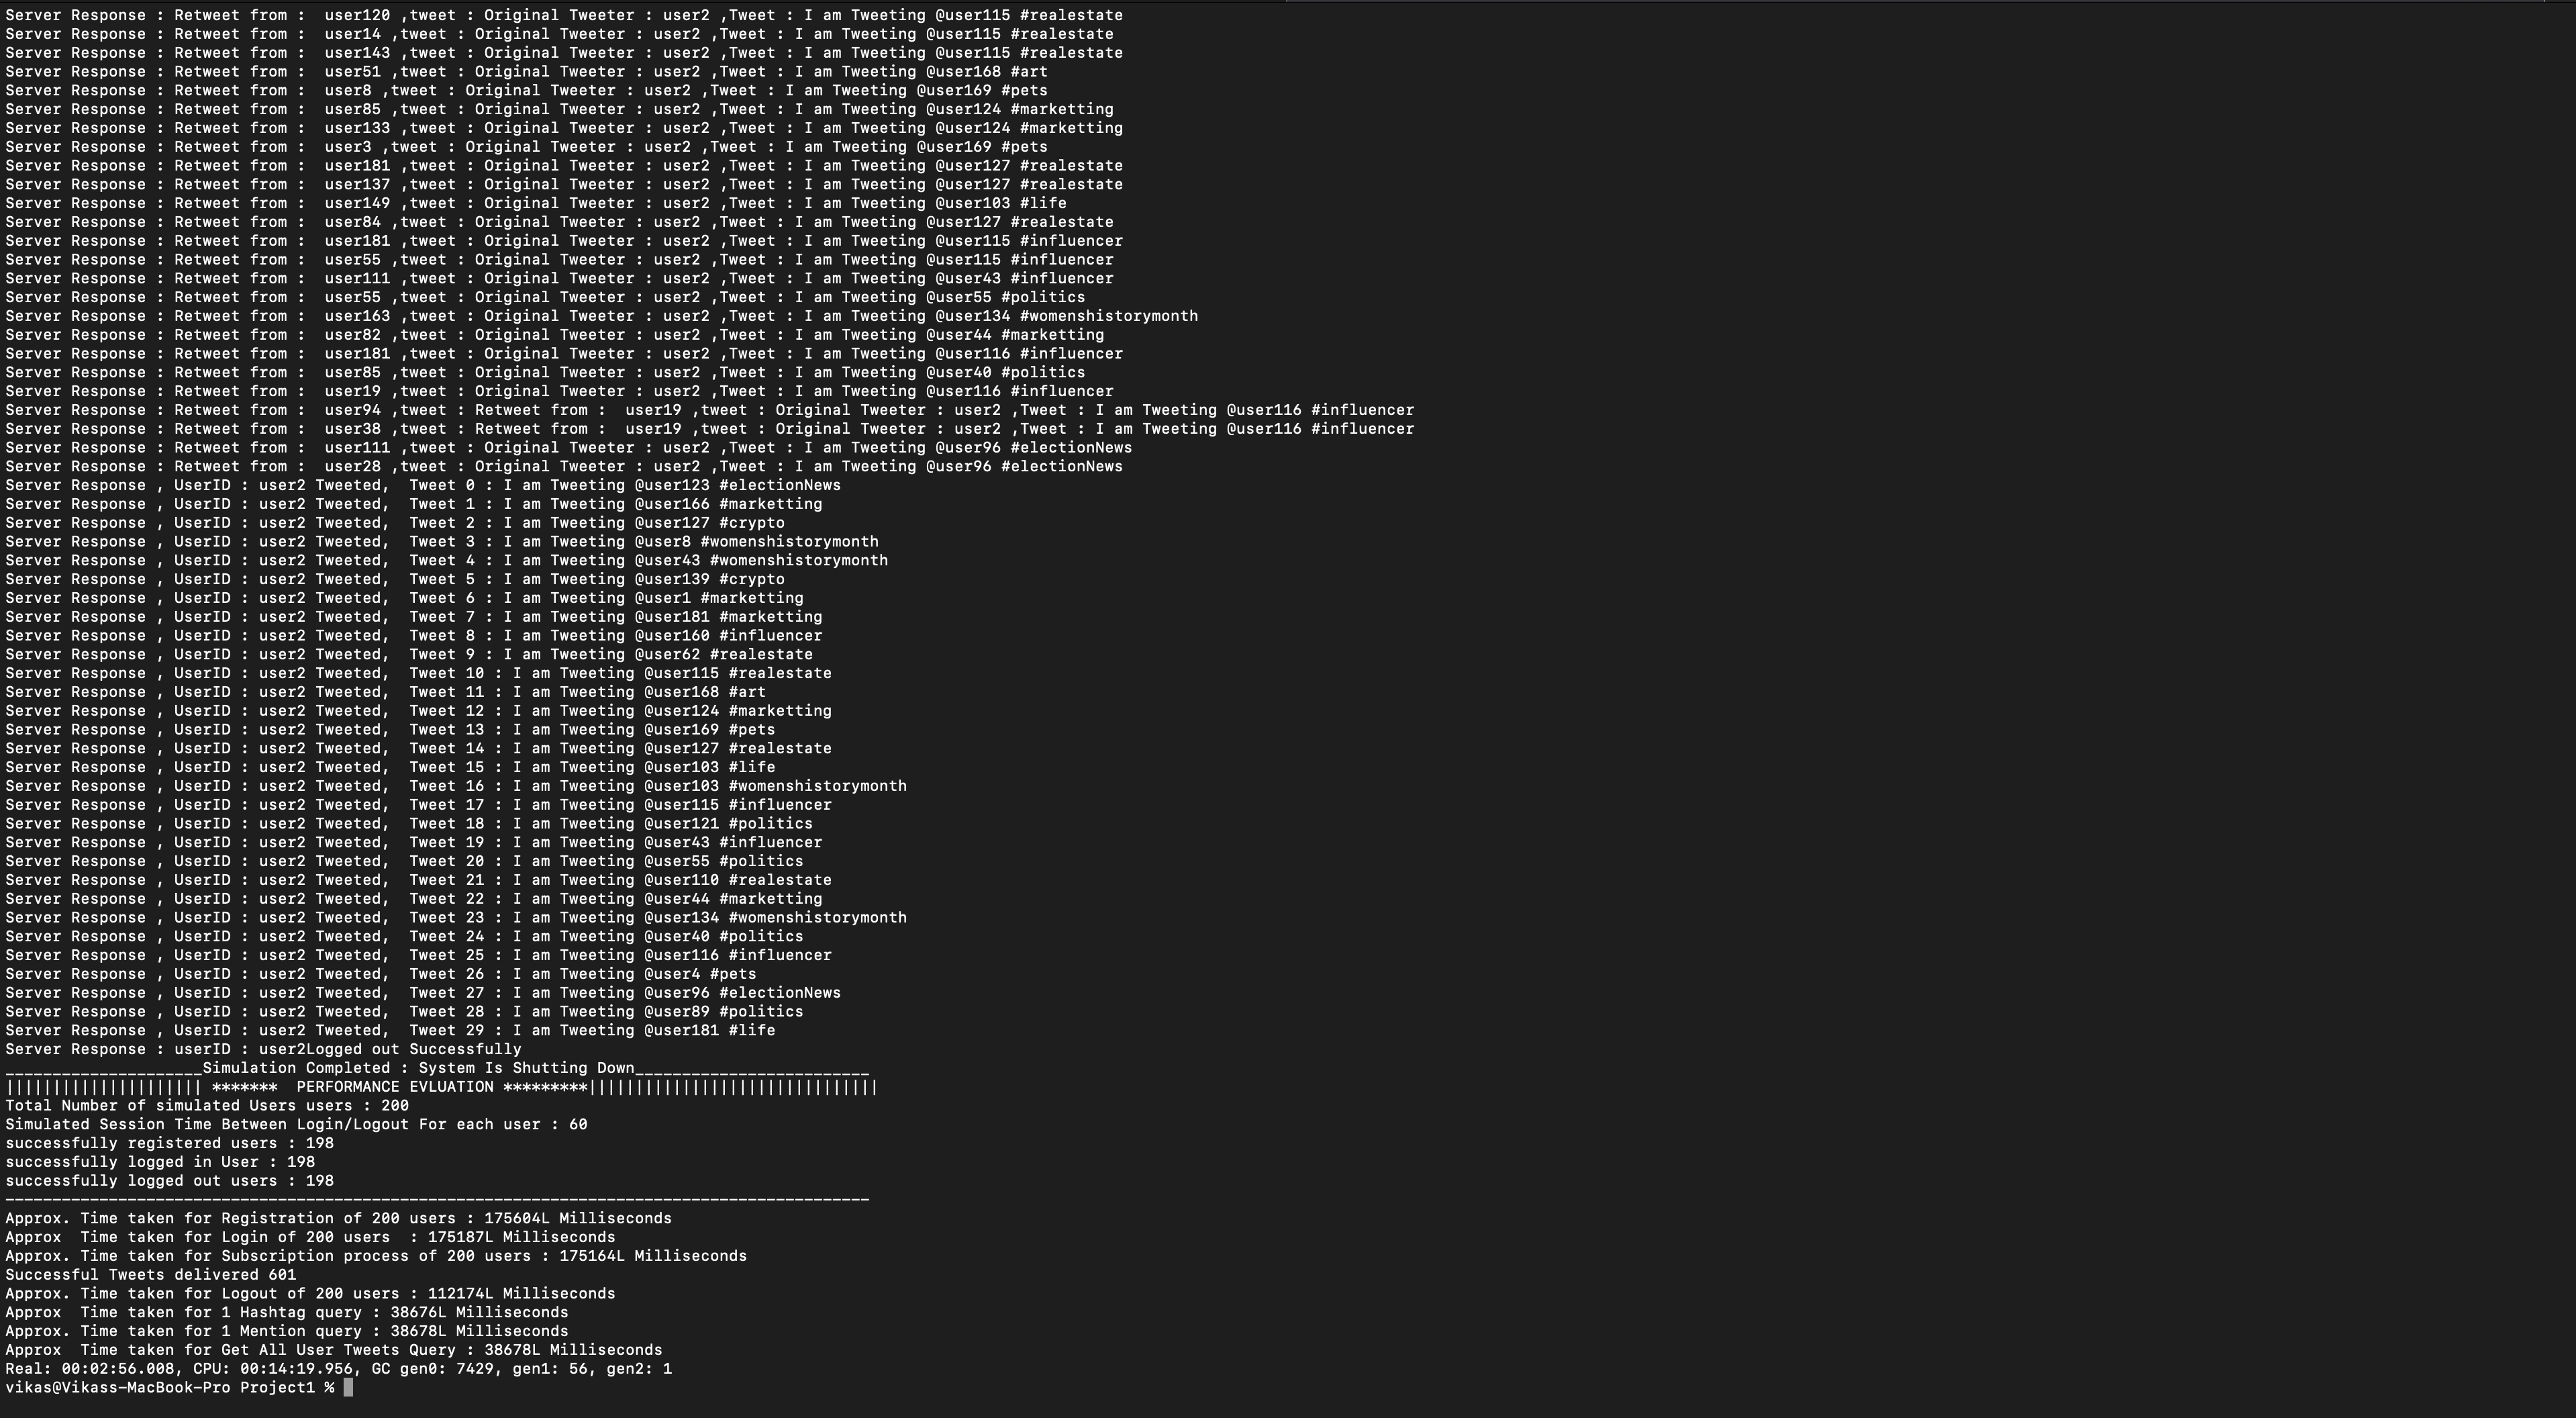 Server Response : Retweet from :  user120 ,tweet : Original Tweeter : user2 ,Tweet : I am Tweeting @user115 #realestate
Server Response : Retweet from :  user14 ,tweet : Original Tweeter : user2 ,Tweet : I am Tweeting @user115 #realestate
Server Response : Retweet from :  user143 ,tweet : Original Tweeter : user2 ,Tweet : I am Tweeting @user115 #realestate
Server Response : Retweet from :  user51 ,tweet : Original Tweeter : user2 ,Tweet : I am Tweeting @user168 #art
Server Response : Retweet from :  user8 ,tweet : Original Tweeter : user2 ,Tweet : I am Tweeting @user169 #pets
Server Response : Retweet from :  user85 ,tweet : Original Tweeter : user2 ,Tweet : I am Tweeting @user124 #marketting
Server Response : Retweet from :  user133 ,tweet : Original Tweeter : user2 ,Tweet : I am Tweeting @user124 #marketting
Server Response : Retweet from :  user3 ,tweet : Original Tweeter : user2 ,Tweet : I am Tweeting @user169 #pets
Server Response : Retweet from :  user181 ,tweet : Original Tweeter : user2 ,Tweet : I am Tweeting @user127 #realestate
Server Response : Retweet from :  user137 ,tweet : Original Tweeter : user2 ,Tweet : I am Tweeting @user127 #realestate
Server Response : Retweet from :  user149 ,tweet : Original Tweeter : user2 ,Tweet : I am Tweeting @user103 #life
Server Response : Retweet from :  user84 ,tweet : Original Tweeter : user2 ,Tweet : I am Tweeting @user127 #realestate
Server Response : Retweet from :  user181 ,tweet : Original Tweeter : user2 ,Tweet : I am Tweeting @user115 #influencer
Server Response : Retweet from :  user55 ,tweet : Original Tweeter : user2 ,Tweet : I am Tweeting @user115 #influencer
Server Response : Retweet from :  user111 ,tweet : Original Tweeter : user2 ,Tweet : I am Tweeting @user43 #influencer
Server Response : Retweet from :  user55 ,tweet : Original Tweeter : user2 ,Tweet : I am Tweeting @user55 #politics
Server Response : Retweet from :  user163 ,tweet : Original Tweeter : user2 ,Tweet : I am Tweeting @user134 #womenshistorymonth
Server Response : Retweet from :  user82 ,tweet : Original Tweeter : user2 ,Tweet : I am Tweeting @user44 #marketting
Server Response : Retweet from :  user181 ,tweet : Original Tweeter : user2 ,Tweet : I am Tweeting @user116 #influencer
Server Response : Retweet from :  user85 ,tweet : Original Tweeter : user2 ,Tweet : I am Tweeting @user40 #politics
Server Response : Retweet from :  user19 ,tweet : Original Tweeter : user2 ,Tweet : I am Tweeting @user116 #influencer
Server Response : Retweet from :  user94 ,tweet : Retweet from :  user19 ,tweet : Original Tweeter : user2 ,Tweet : I am Tweeting @user116 #influencer
Server Response : Retweet from :  user38 ,tweet : Retweet from :  user19 ,tweet : Original Tweeter : user2 ,Tweet : I am Tweeting @user116 #influencer
Server Response : Retweet from :  user111 ,tweet : Original Tweeter : user2 ,Tweet : I am Tweeting @user96 #electionNews
Server Response : Retweet from :  user28 ,tweet : Original Tweeter : user2 ,Tweet : I am Tweeting @user96 #electionNews
Server Response , UserID : user2 Tweeted,  Tweet 0 : I am Tweeting @user123 #electionNews
Server Response , UserID : user2 Tweeted,  Tweet 1 : I am Tweeting @user166 #marketting
Server Response , UserID : user2 Tweeted,  Tweet 2 : I am Tweeting @user127 #crypto
Server Response , UserID : user2 Tweeted,  Tweet 3 : I am Tweeting @user8 #womenshistorymonth
Server Response , UserID : user2 Tweeted,  Tweet 4 : I am Tweeting @user43 #womenshistorymonth
Server Response , UserID : user2 Tweeted,  Tweet 5 : I am Tweeting @user139 #crypto
Server Response , UserID : user2 Tweeted,  Tweet 6 : I am Tweeting @user1 #marketting
Server Response , UserID : user2 Tweeted,  Tweet 7 : I am Tweeting @user181 #marketting
Server Response , UserID : user2 Tweeted,  Tweet 8 : I am Tweeting @user160 #influencer
Server Response , UserID : user2 Tweeted,  Tweet 9 : I am Tweeting @user62 #realestate
Server Response , UserID : user2 Tweeted,  Tweet 10 : I am Tweeting @user115 #realestate
Server Response , UserID : user2 Tweeted,  Tweet 11 : I am Tweeting @user168 #art
Server Response , UserID : user2 Tweeted,  Tweet 12 : I am Tweeting @user124 #marketting
Server Response , UserID : user2 Tweeted,  Tweet 13 : I am Tweeting @user169 #pets
Server Response , UserID : user2 Tweeted,  Tweet 14 : I am Tweeting @user127 #realestate
Server Response , UserID : user2 Tweeted,  Tweet 15 : I am Tweeting @user103 #life
Server Response , UserID : user2 Tweeted,  Tweet 16 : I am Tweeting @user103 #womenshistorymonth
Server Response , UserID : user2 Tweeted,  Tweet 17 : I am Tweeting @user115 #influencer
Server Response , UserID : user2 Tweeted,  Tweet 18 : I am Tweeting @user121 #politics
Server Response , UserID : user2 Tweeted,  Tweet 19 : I am Tweeting @user43 #influencer
Server Response , UserID : user2 Tweeted,  Tweet 20 : I am Tweeting @user55 #politics
Server Response , UserID : user2 Tweeted,  Tweet 21 : I am Tweeting @user110 #realestate
Server Response , UserID : user2 Tweeted,  Tweet 22 : I am Tweeting @user44 #marketting
Server Response , UserID : user2 Tweeted,  Tweet 23 : I am Tweeting @user134 #womenshistorymonth
Server Response , UserID : user2 Tweeted,  Tweet 24 : I am Tweeting @user40 #politics
Server Response , UserID : user2 Tweeted,  Tweet 25 : I am Tweeting @user116 #influencer
Server Response , UserID : user2 Tweeted,  Tweet 26 : I am Tweeting @user4 #pets
Server Response , UserID : user2 Tweeted,  Tweet 27 : I am Tweeting @user96 #electionNews
Server Response , UserID : user2 Tweeted,  Tweet 28 : I am Tweeting @user89 #politics
Server Response , UserID : user2 Tweeted,  Tweet 29 : I am Tweeting @user181 #life
Server Response : userID : user2Logged out Successfully
_____________________Simulation Completed : System Is Shutting Down_________________________
||||||||||||||||||||| *******  PERFORMANCE EVLUATION *********|||||||||||||||||||||||||||||||
Total Number of simulated Users users : 200
Simulated Session Time Between Login/Logout For each user : 60
successfully registered users : 198
successfully logged in User : 198
successfully logged out users : 198
____________________________________________________________________________________________
Approx. Time taken for Registration of 200 users : 175604L Milliseconds
Approx  Time taken for Login of 200 users  : 175187L Milliseconds
Approx. Time taken for Subscription process of 200 users : 175164L Milliseconds
Successful Tweets delivered 601
Approx. Time taken for Logout of 200 users : 112174L Milliseconds
Approx  Time taken for 1 Hashtag query : 38676L Milliseconds
Approx. Time taken for 1 Mention query : 38678L Milliseconds
Approx  Time taken for Get All User Tweets Query : 38678L Milliseconds
Real: 00:02:56.008, CPU: 00:14:19.956, GC gen0: 7429, gen1: 56, gen2: 1
vikas@Vikass-MacBook-Pro Project1 %